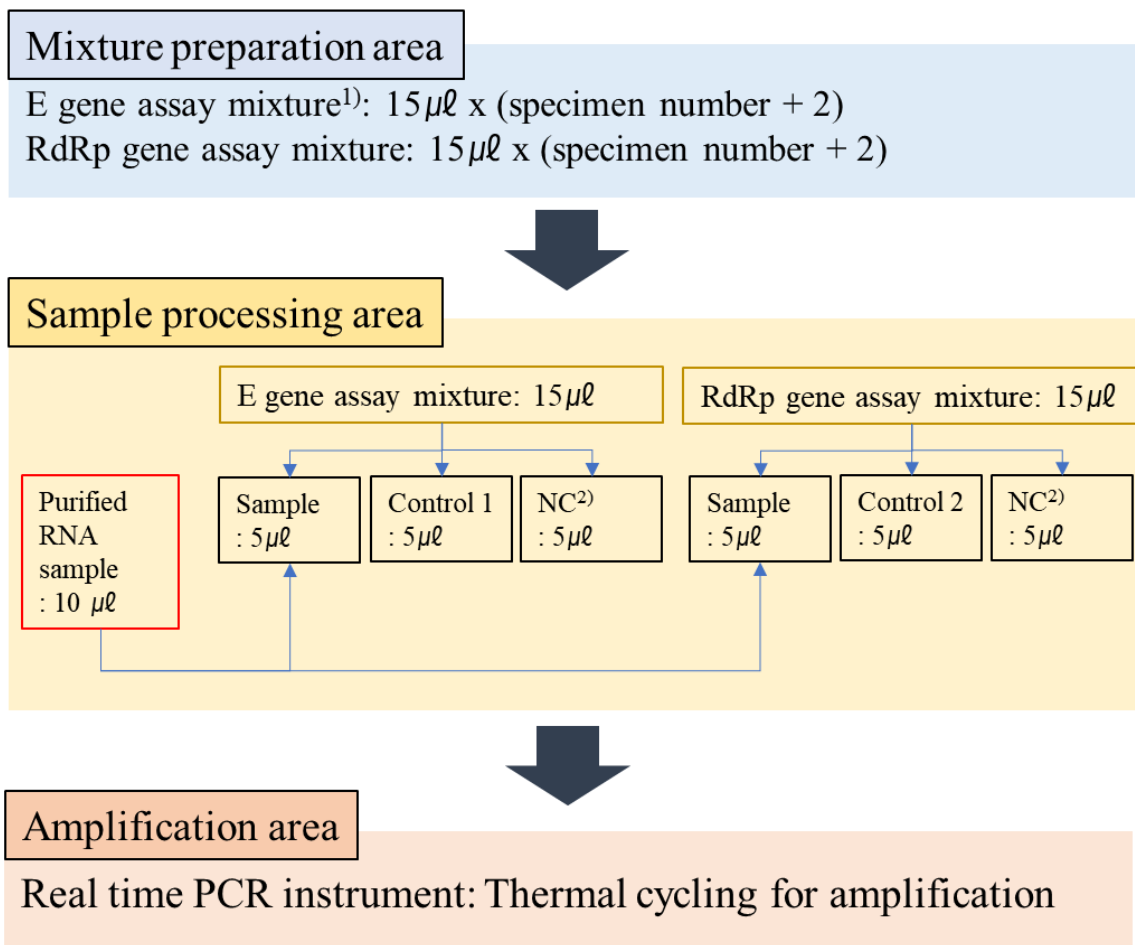 Mixture preparation area
E gene assay mixture1): 15㎕ x (specimen number + 2)
RdRp gene assay mixture: 15㎕ x (specimen number + 2)
Sample processing area
E gene assay mixture: 15㎕
RdRp gene assay mixture: 15㎕
Purified
RNA
sample
: 10 ㎕
Sample
: 5㎕
Control 1
: 5㎕
NC2)
: 5㎕
Sample
: 5㎕
Control 2
: 5㎕
NC2)
: 5㎕
Amplification area
Real time PCR instrument: Thermal cycling for amplification